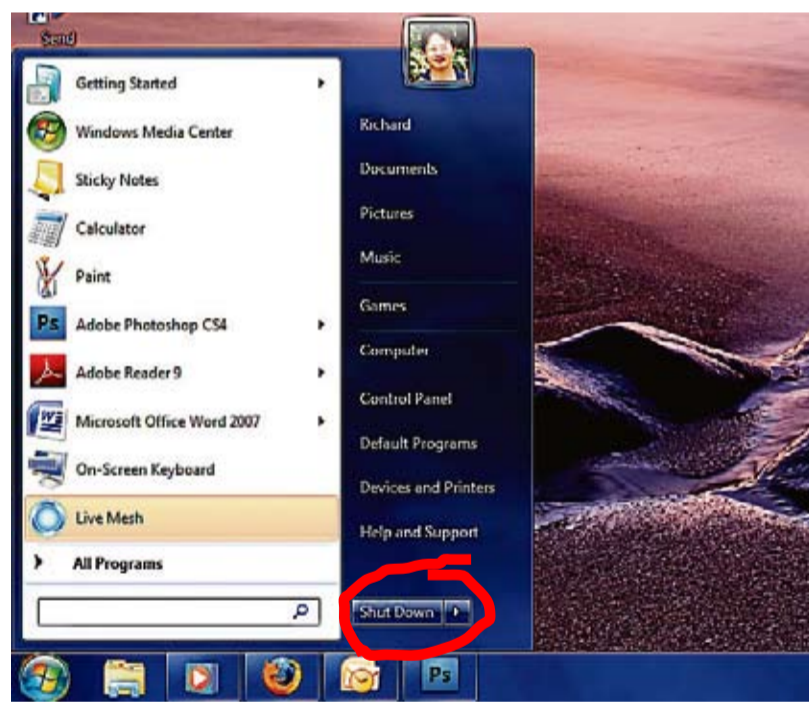 Send
Getting Started
Windows Media Center
Sticky Notes
Calculator
Paint
Ps
Adobe Photoshop CS4
Adobe Reader 9
Microsoft Office Word 2007
On-Screen Keyboard
Live Mesh
All Programs
Richard
Documents
Pictures
Music
Games
Computer
Control Panel
Default Programs
Devices and Printers
Help and Support
Shut Down
Ps